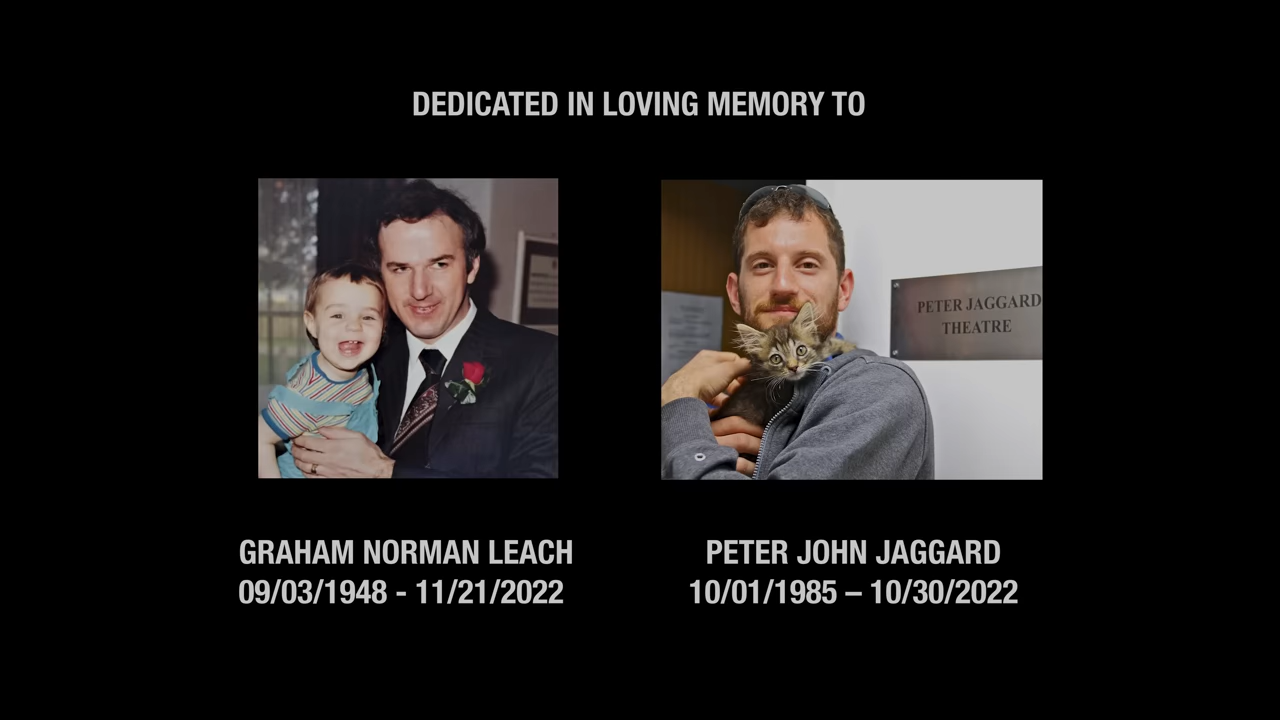 DEDICATED IN LOVING MEMORY TO
PETER JAGGARD
THEATRE
GRAHAM NORMAN LEACH
09/03/1948 - 11/21/2022
PETER JOHN JAGGARD
10/01/1985 – 10/30/2022